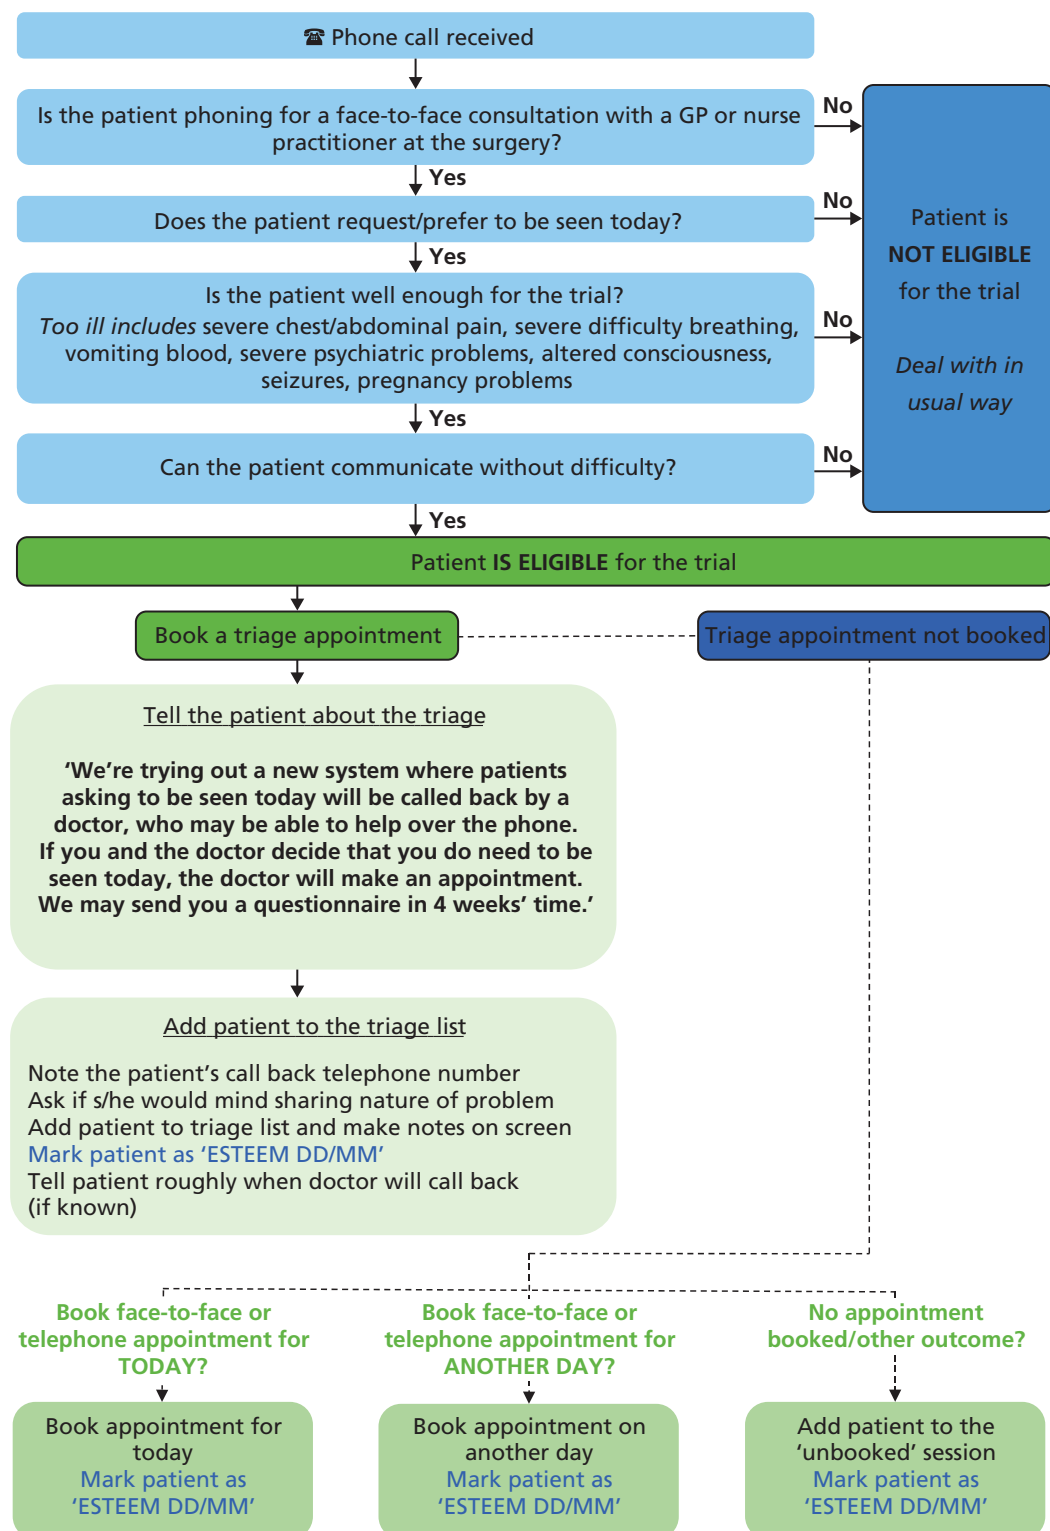 ☎ Phone call received
Is the patient phoning for a face-to-face consultation with a GP or nurse
practitioner at the surgery?
No
Yes
Does the patient request/prefer to be seen today?
No
Yes
Is the patient well enough for the trial?
Too ill includes severe chest/abdominal pain, severe difficulty breathing,
vomiting blood, severe psychiatric problems, altered consciousness,
seizures, pregnancy problems
No
Yes
Can the patient communicate without difficulty?
No
Yes
Patient is
NOT ELIGIBLE
for the trial
Deal with in
usual way
Patient IS ELIGIBLE for the trial
Book a triage appointment
Triage appointment not booked
Tell the patient about the triage
‘We’re trying out a new system where patients
asking to be seen today will be called back by a
doctor, who may be able to help over the phone.
If you and the doctor decide that you do need to be
seen today, the doctor will make an appointment.
We may send you a questionnaire in 4 weeks’ time.’
Add patient to the triage list
Note the patient’s call back telephone number
Ask if s/he would mind sharing nature of problem
Add patient to triage list and make notes on screen
Mark patient as ‘ESTEEM DD/MM’
Tell patient roughly when doctor will call back
(if known)
Book face-to-face or
telephone appointment for
TODAY?
Book appointment for
today
Mark patient as
‘ESTEEM DD/MM’
Book face-to-face or
telephone appointment for
ANOTHER DAY?
Book appointment on
another day
Mark patient as
‘ESTEEM DD/MM’
No appointment
booked/other outcome?
Add patient to the
‘unbooked’ session
Mark patient as
‘ESTEEM DD/MM’